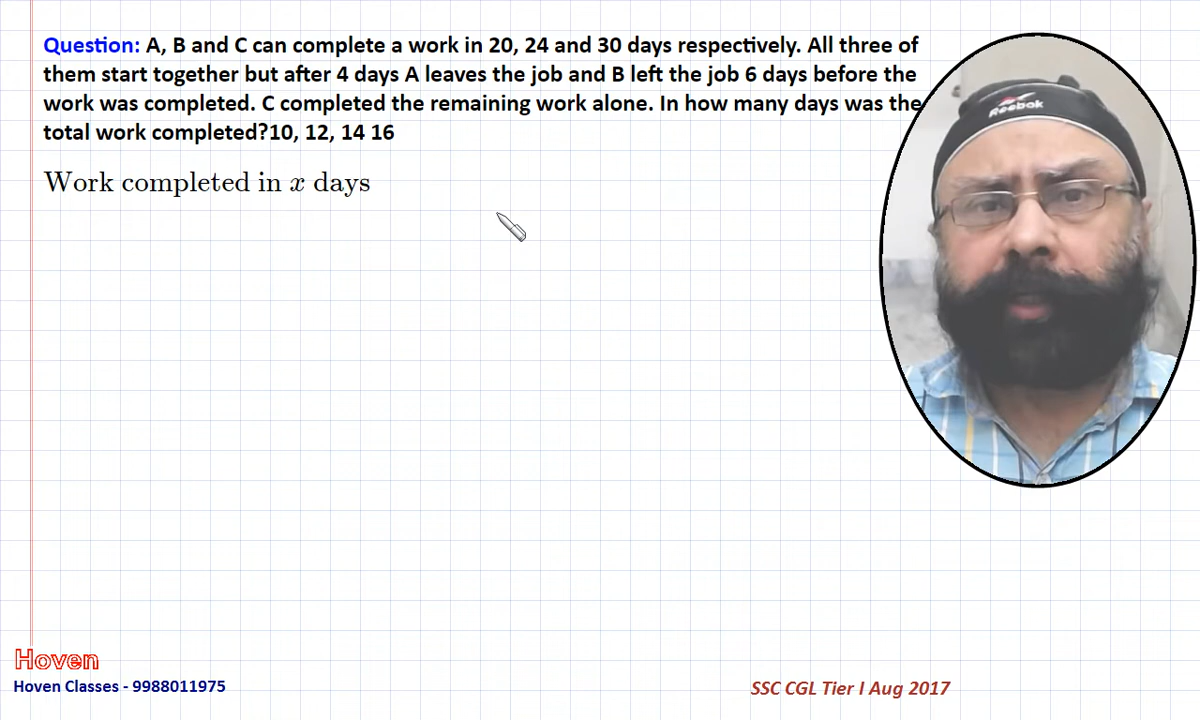 Question: A, B and C can complete a work in 20, 24 and 30 days respectively. All three of
them start together but after 4 days A leaves the job and B left the job 6 days before the
work was completed. C completed the remaining work alone. In how many days was the
total work completed?10, 12, 14 16
Work completed in x days
Reebok
Hoven
Hoven Classes - 9988011975
SSC CGL Tier I Aug 2017